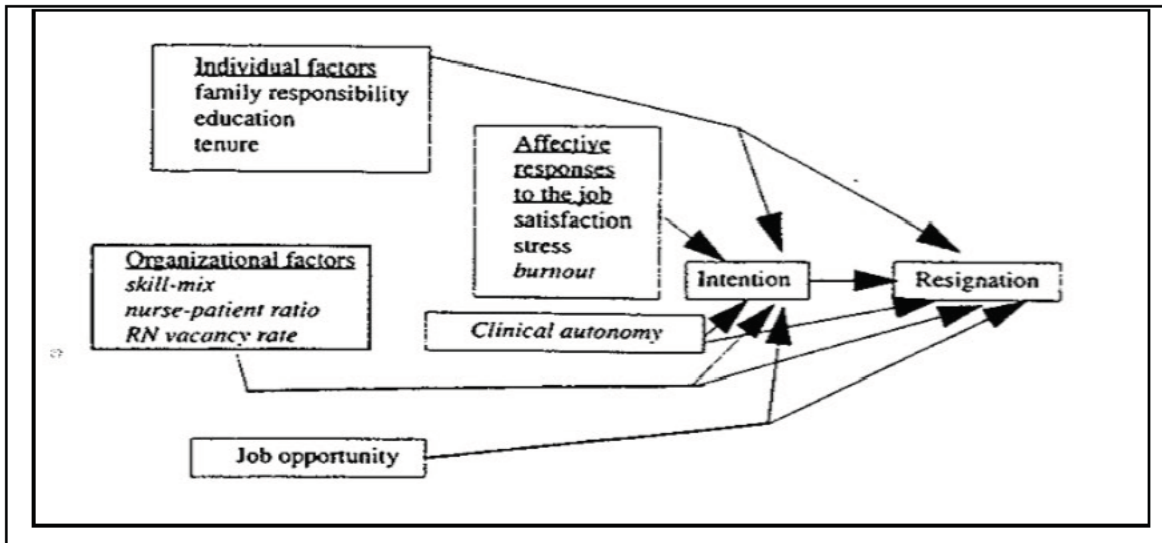 Individual factors
family responsibility
education
tenure
Affective
responses
to the job
satisfaction
stress
burnout
Organizational factors
skill-mix
nurse-patient ratio
RN vacancy rate
Intention
Resignation
Clinical autonomy
Job opportunity